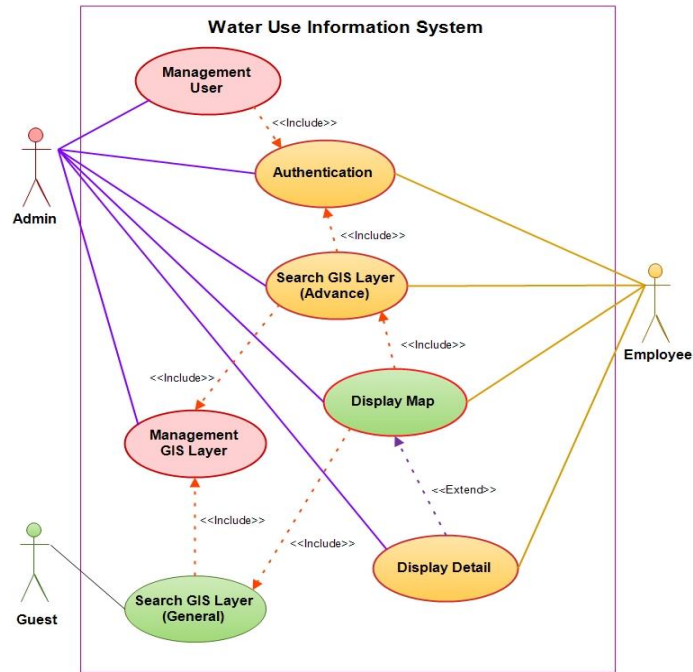 Water Use Information System
Management
User
<<Include>>
Authentication
Admin
<<Include>>
Search GIS Layer
(Advance)
<<Include>>
Employee
<<Include>>
Display Map
Management
GIS Layer
<<Extend>>
<<Include>>
<<Include>>
Display Detail
Search GIS Layer
(General)
Guest